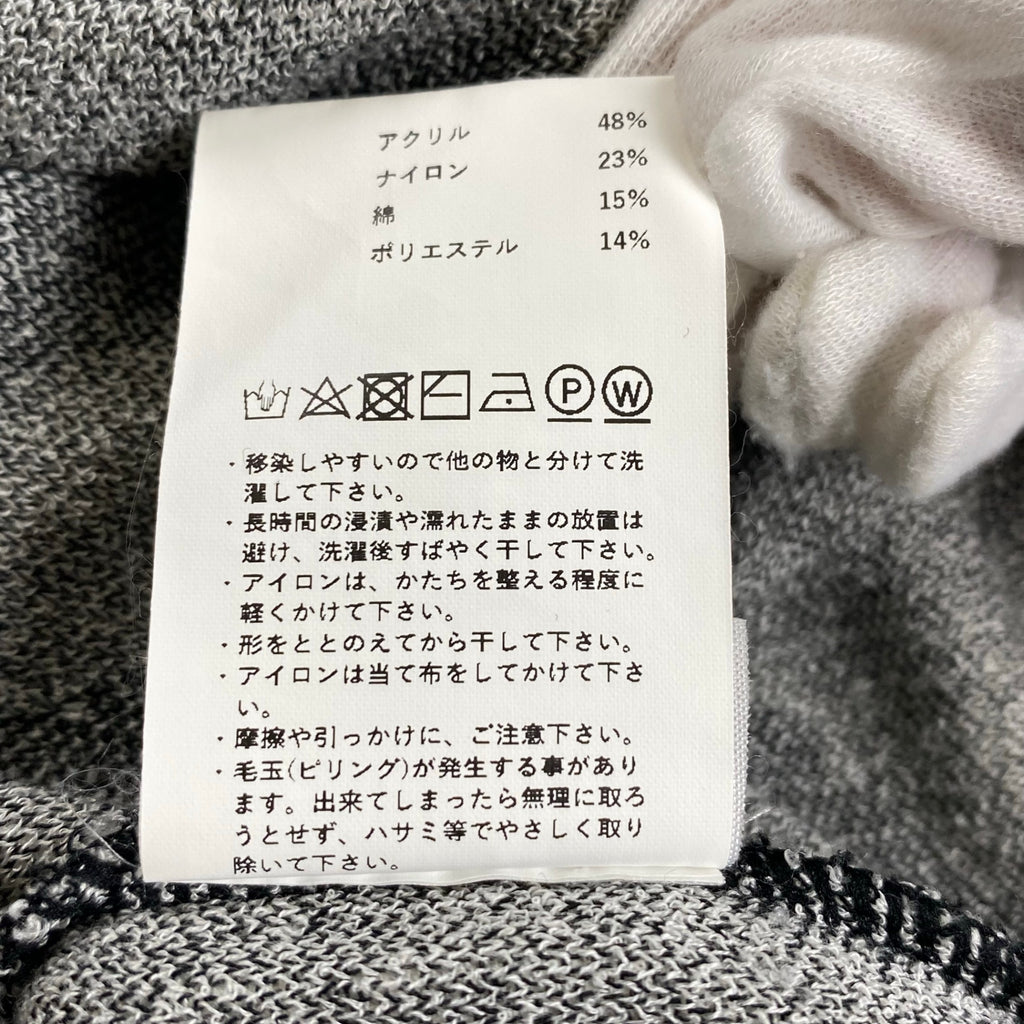 アクリル 48%
ナイロン 23%
綿 15%
ポリエステル 14%
P W
・移染しやすいので他の物と分けて洗
濯して下さい。
・長時間の浸漬や濡れたままの放置は
避け、洗濯後すばやく干して下さい。
・アイロンは、かたちを整える程度に
軽くかけて下さい。
・形をととのえてから干して下さい。
・アイロンは当て布をしてかけて下さ
い。
・摩擦や引っかけに、ご注意下さい。
・毛玉(ピリング)が発生する事があり
ます。出来てしまったら無理に取ろ
うとせず、ハサミ等でやさしく取り
除いて下さい。